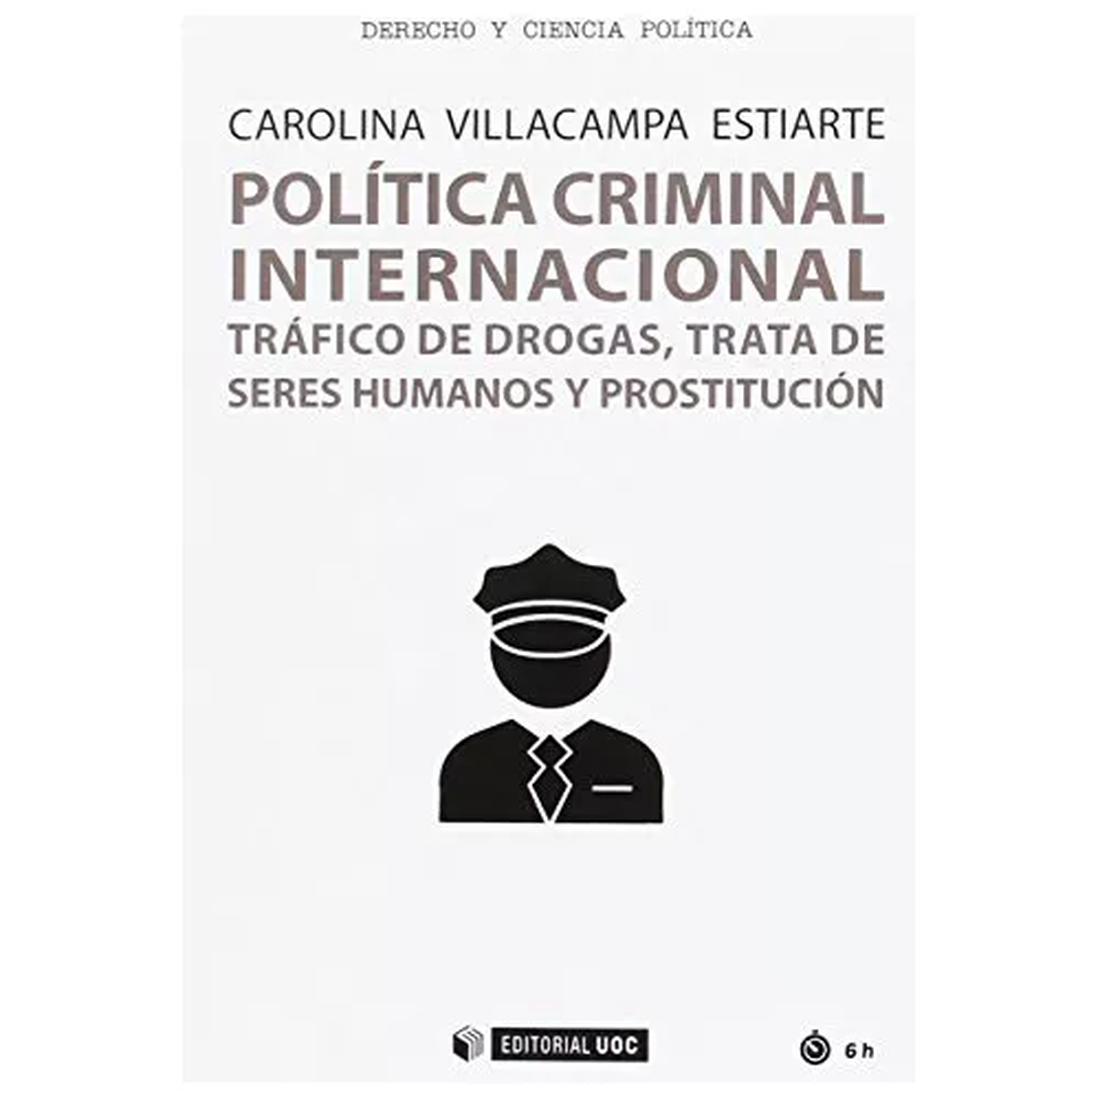 DERECHO Y CIENCIA POLÍTICA
CAROLINA VILLACAMPA ESTIARTE
POLÍTICA CRIMINAL
INTERNACIONAL
TRÁFICO DE DROGAS, TRATA DE
SERES HUMANOS Y PROSTITUCIÓN
EDITORIAL UOC
6 h